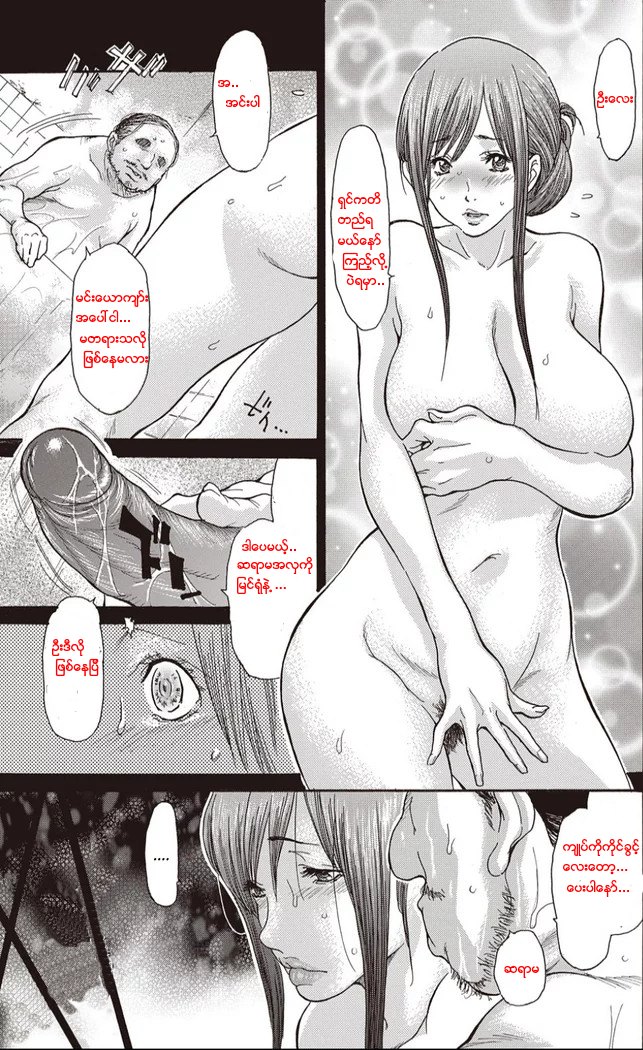 ဦးလေး
ရှင်ကတိ
တည်ရ
မယ်နော်
ကြည့်လို့
ပဲရမှာ..
အ..
အင်းပါ
မင်းယောကျာ်း
အပေါ်ငါ...
မတရားသလို
ဖြစ်နေမလား
ဒါပေမယ့်..
ဆရာမအလှကို
မြင်ရုံနဲ့ ...
ဦးဒီလို
ဖြစ်နေပြီ
ကျုပ်ကိုကိုင်ခွင့်
လေးတော့...
ပေးပါနော်...
ဆရာမ
....